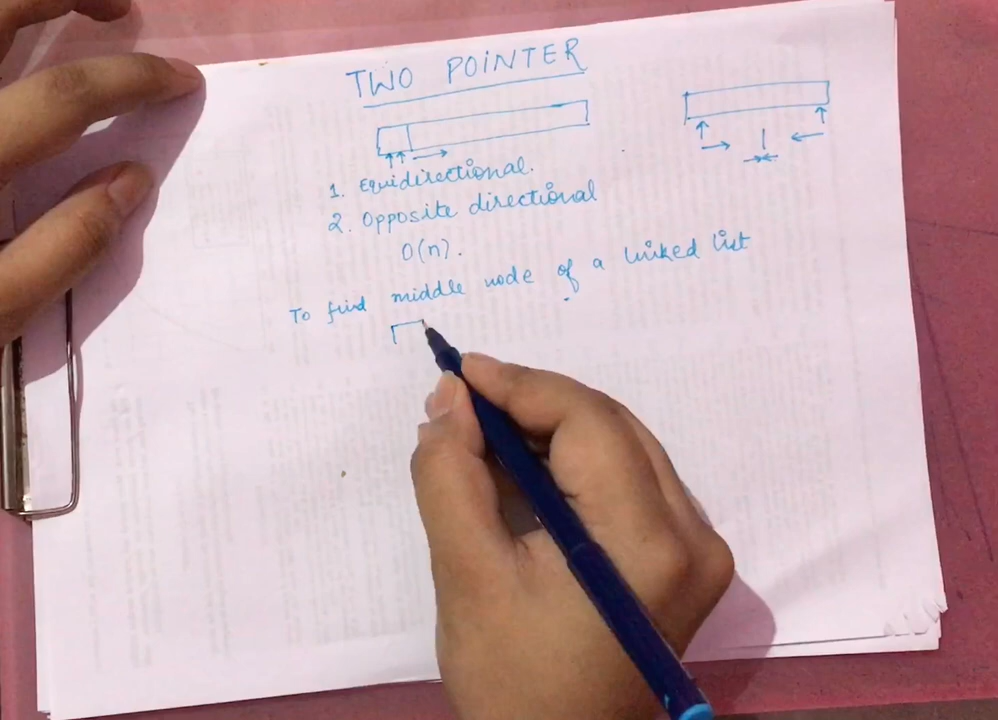 TWO POINTER
1. Equidirectional.
2. Opposite directional
O(n).
To find middle node of a linked list